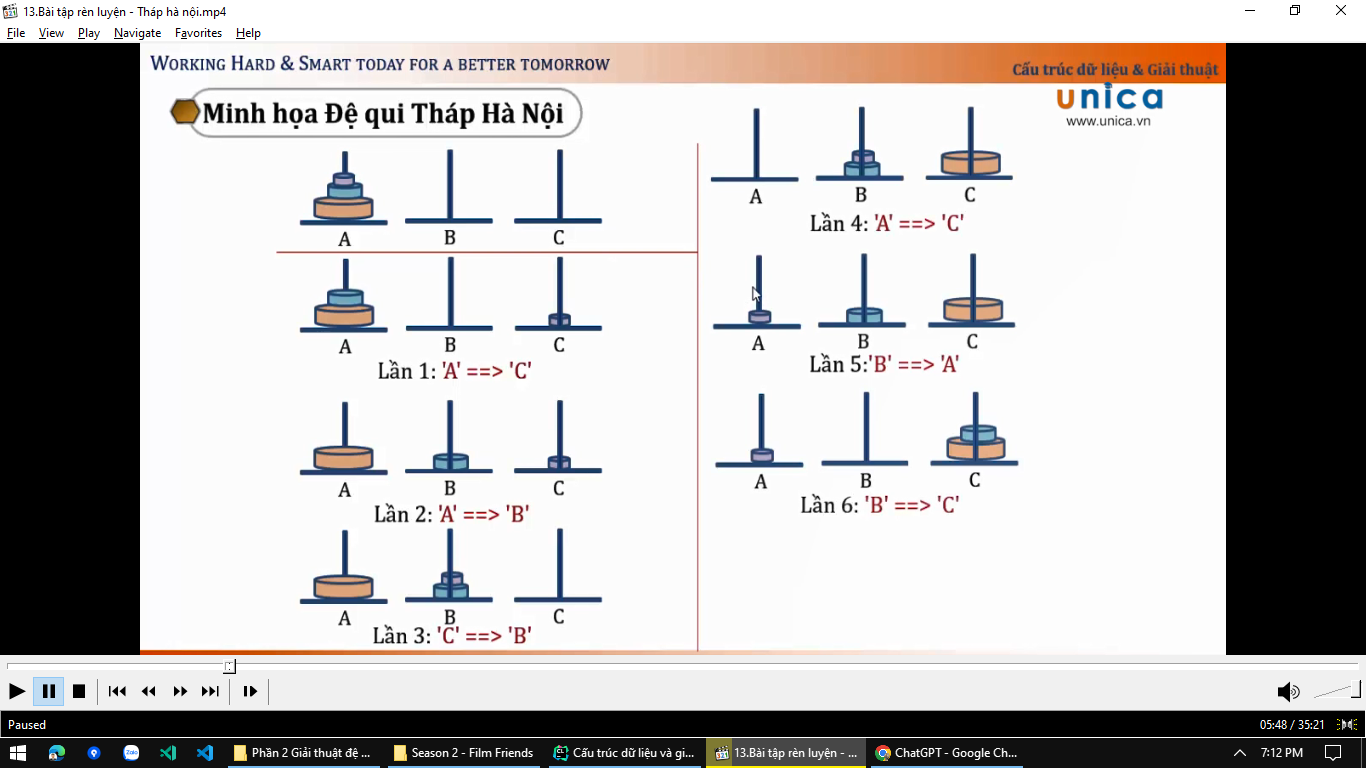 13.Bài tập rèn luyện - Tháp hà nội.mp4
File View Play Navigate Favorites Help
WORKING HARD & SMART TODAY FOR A BETTER TOMORROW
Cấu trúc dữ liệu & Giải thuật
unica
www.unica.vn
Minh họa Đệ qui Tháp Hà Nội
A B C
A B C
Lần 1: 'A' ==> 'C'
A B C
Lần 2: 'A' ==> 'B'
A B C
Lần 3: 'C' ==> 'B'
A B C
Lần 4: 'A' ==> 'C'
A B C
Lần 5:'B' ==> 'A'
A B C
Lần 6: 'B' ==> 'C'
Paused
05:48 / 35:21
Zalo
Phần 2 Giải thuật đệ ...
Season 2 - Film Friends
Cấu trúc dữ liệu và gi...
13.Bài tập rèn luyện - ...
ChatGPT - Google Ch...
7:12 PM